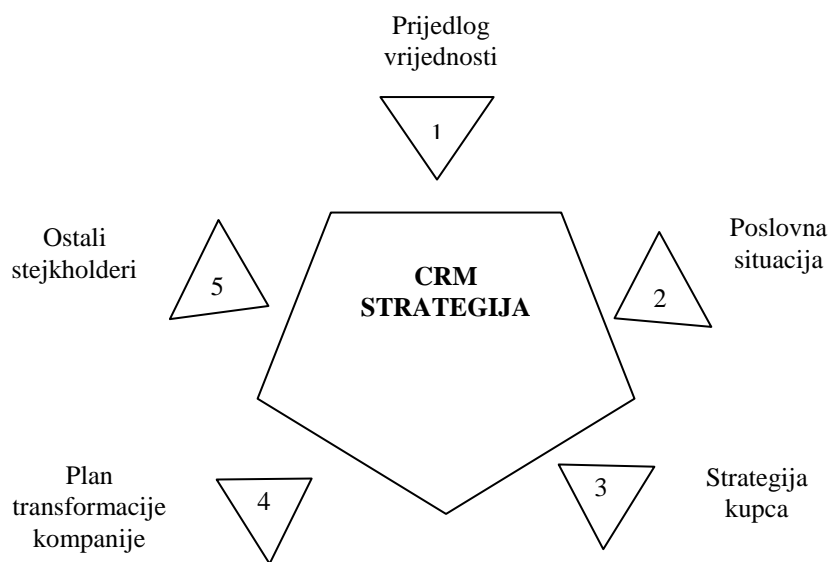 Prijedlog
vrijednosti
1
Ostali
stejkholderi
5
CRM
STRATEGIJA
Poslovna
situacija
2
Plan
transformacije
kompanije
4
3
Strategija
kupca